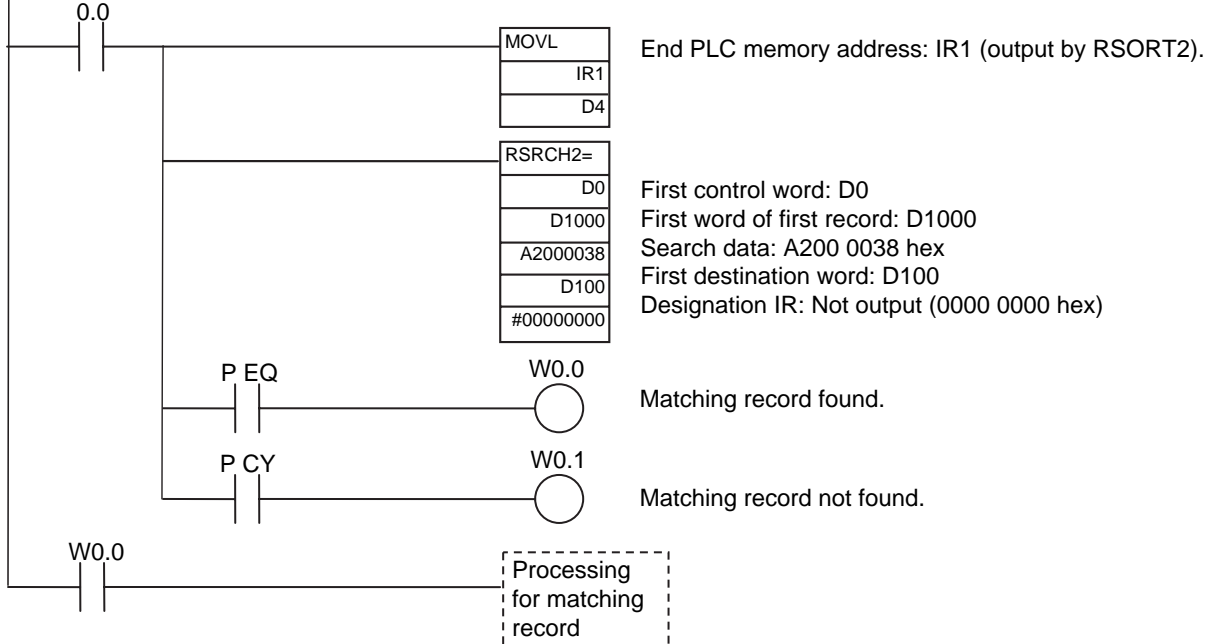 0.0
MOVL
IR1
D4
End PLC memory address: IR1 (output by RSORT2).
RSRCH2=
D0
D1000
A2000038
D100
#00000000
First control word: D0
First word of first record: D1000
Search data: A200 0038 hex
First destination word: D100
Designation IR: Not output (0000 0000 hex)
P EQ
W0.0
Matching record found.
P CY
W0.1
Matching record not found.
W0.0
Processing
for matching
record